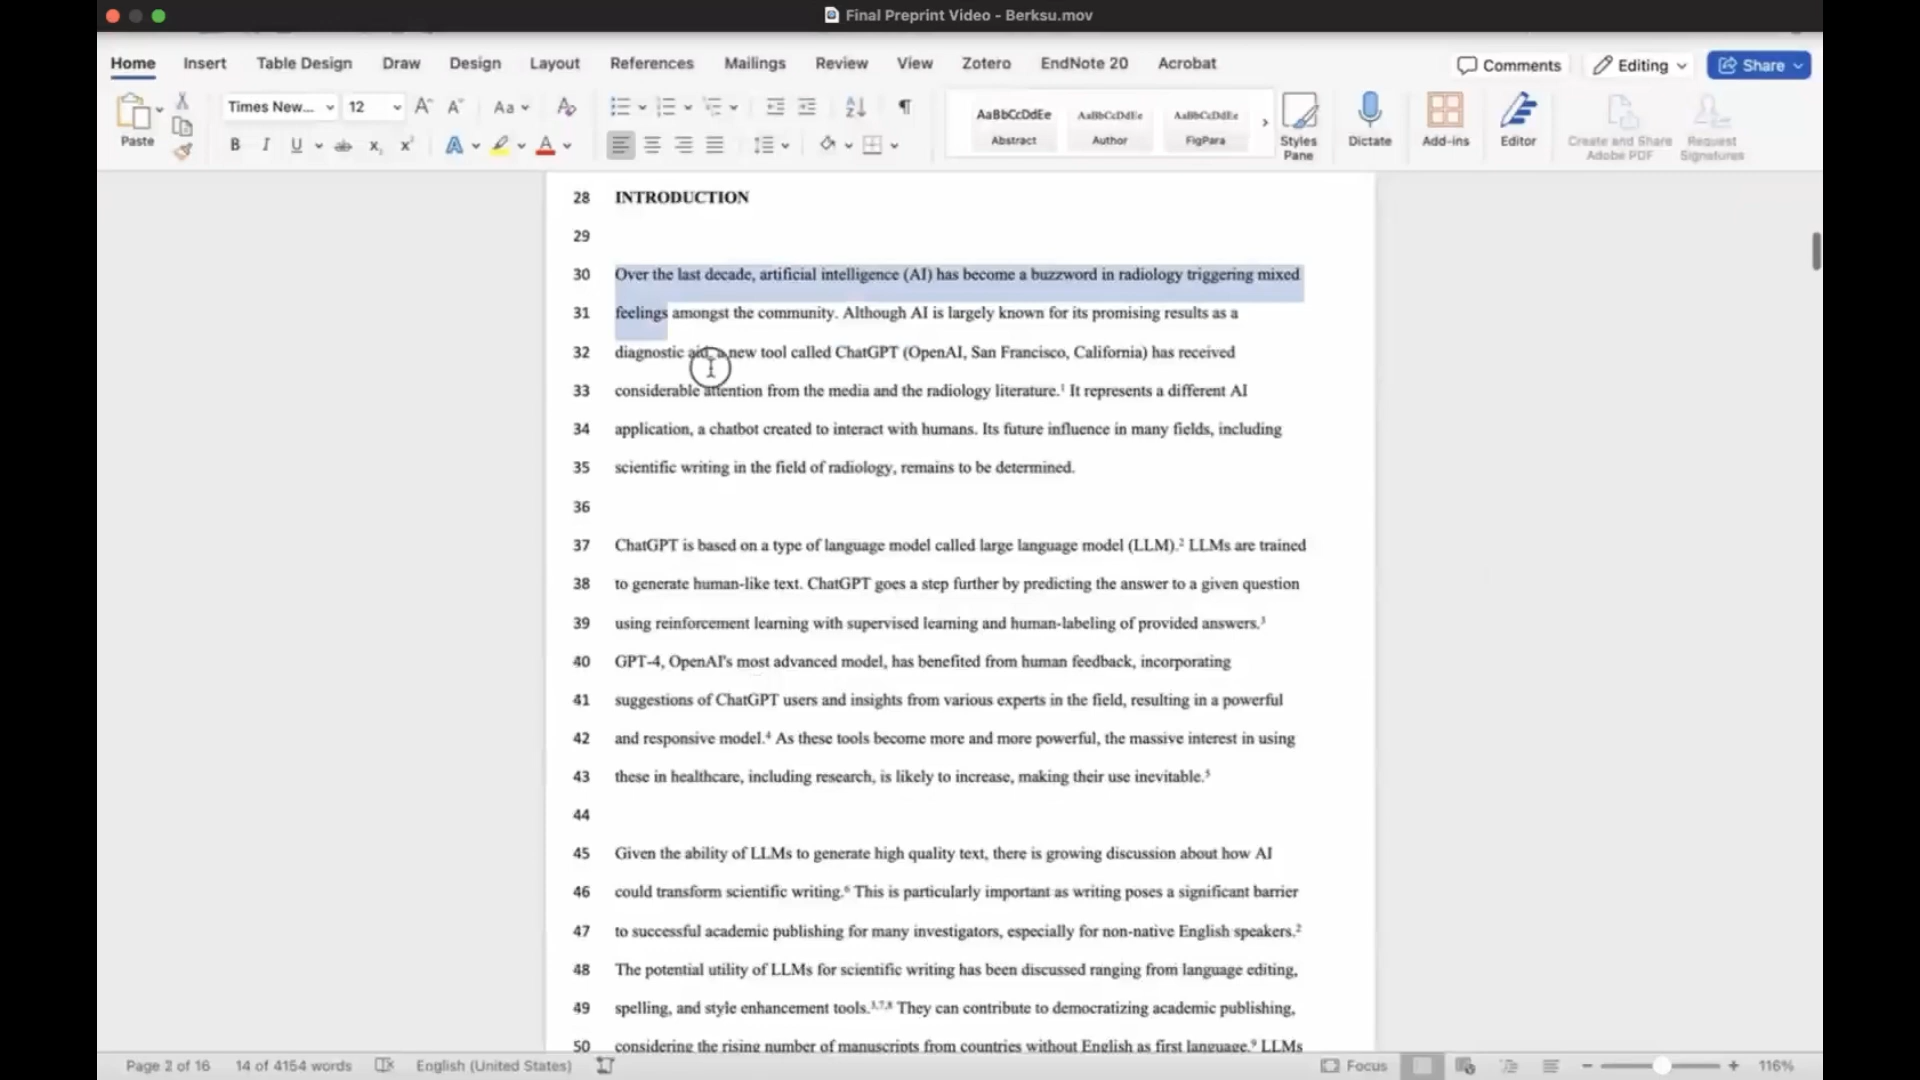 Final Preprint Video - Berksu.mov
Home Insert Table Design Draw Design Layout References Mailings Review View Zotero EndNote 20 Acrobat Comments Editing Share
Times New... 12
Paste
AaBbCcDdEe AaBbCcDdEe AaBbCcDdEe
Abstract Author FigPara
Styles Pane
Dictate
Add-ins
Editor
Create and Share Adobe PDF
Request Signatures
28 INTRODUCTION
29
30 Over the last decade, artificial intelligence (AI) has become a buzzword in radiology triggering mixed
31 feelings amongst the community. Although AI is largely known for its promising results as a
32 diagnostic aid, a new tool called ChatGPT (OpenAI, San Francisco, California) has received
33 considerable attention from the media and the radiology literature.¹ It represents a different AI
34 application, a chatbot created to interact with humans. Its future influence in many fields, including
35 scientific writing in the field of radiology, remains to be determined.
36
37 ChatGPT is based on a type of language model called large language model (LLM).² LLMs are trained
38 to generate human-like text. ChatGPT goes a step further by predicting the answer to a given question
39 using reinforcement learning with supervised learning and human-labeling of provided answers.³
40 GPT-4, OpenAI's most advanced model, has benefited from human feedback, incorporating
41 suggestions of ChatGPT users and insights from various experts in the field, resulting in a powerful
42 and responsive model.⁴ As these tools become more and more powerful, the massive interest in using
43 these in healthcare, including research, is likely to increase, making their use inevitable.⁵
44
45 Given the ability of LLMs to generate high quality text, there is growing discussion about how AI
46 could transform scientific writing.⁶ This is particularly important as writing poses a significant barrier
47 to successful academic publishing for many investigators, especially for non-native English speakers.²
48 The potential utility of LLMs for scientific writing has been discussed ranging from language editing,
49 spelling, and style enhancement tools.³,⁷,⁸ They can contribute to democratizing academic publishing,
50 considering the rising number of manuscripts from countries without English as first language.⁹ LLMs
Page 2 of 16 14 of 4154 words English (United States) Focus 116%